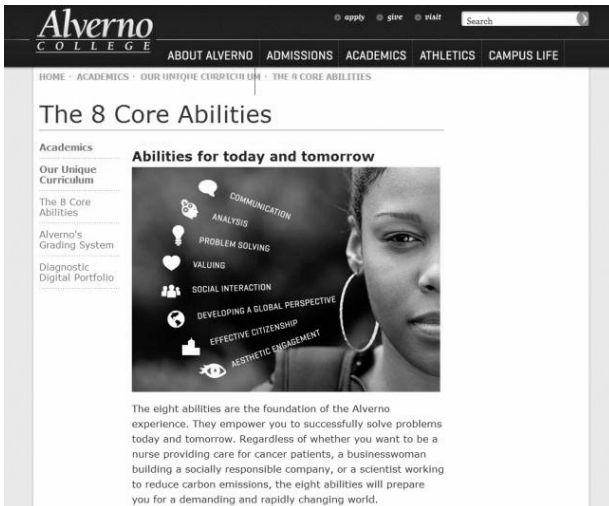 Alverno
COLLEGE
apply give visit Search
ABOUT ALVERNO ADMISSIONS ACADEMICS ATHLETICS CAMPUS LIFE
HOME · ACADEMICS · OUR UNIQUE CURRICULUM · THE 8 CORE ABILITIES
The 8 Core Abilities
Academics
Our Unique
Curriculum
The 8 Core
Abilities
Alverno's
Grading System
Diagnostic
Digital Portfolio
Abilities for today and tomorrow
COMMUNICATION
ANALYSIS
PROBLEM SOLVING
VALUING
SOCIAL INTERACTION
DEVELOPING A GLOBAL PERSPECTIVE
EFFECTIVE CITIZENSHIP
AESTHETIC ENGAGEMENT
The eight abilities are the foundation of the Alverno
experience. They empower you to successfully solve problems
today and tomorrow. Regardless of whether you want to be a
nurse providing care for cancer patients, a businesswoman
building a socially responsible company, or a scientist working
to reduce carbon emissions, the eight abilities will prepare
you for a demanding and rapidly changing world.